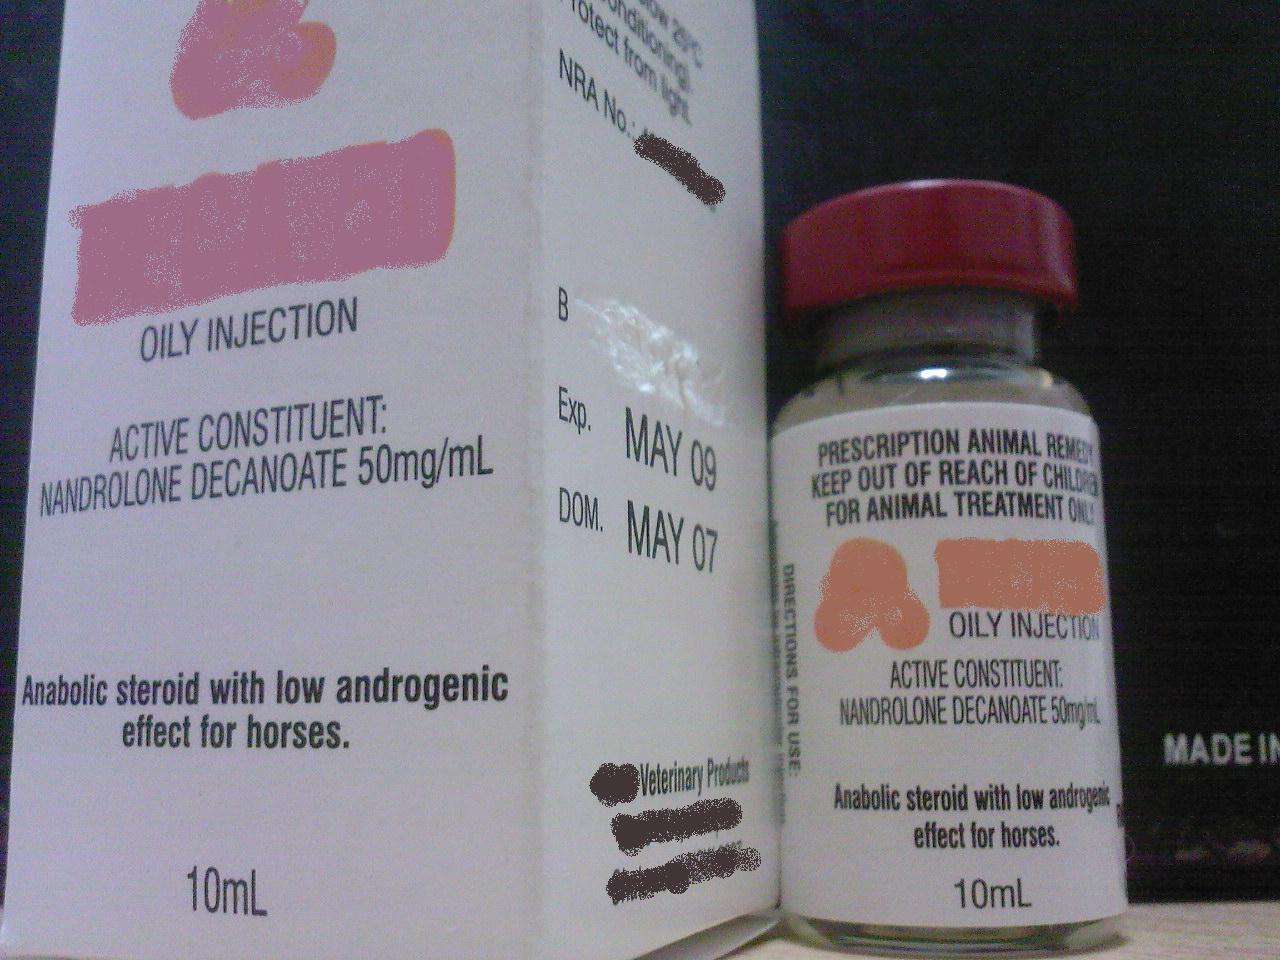 OILY INJECTION
ACTIVE CONSTITUENT:
NANDROLONE DECANOATE 50mg/mL
Anabolic steroid with low androgenic
effect for horses.
10mL
25°C
Protect from light.
NRA No.:
B
Exp. MAY 09
DOM. MAY 07
Veterinary Products
PRESCRIPTION ANIMAL REMEDY
KEEP OUT OF REACH OF CHILDREN
FOR ANIMAL TREATMENT ONLY
OILY INJECTION
ACTIVE CONSTITUENT:
NANDROLONE DECANOATE 50mg/mL
Anabolic steroid with low androgenic
effect for horses.
10mL
DIRECTIONS FOR USE:
MADE IN